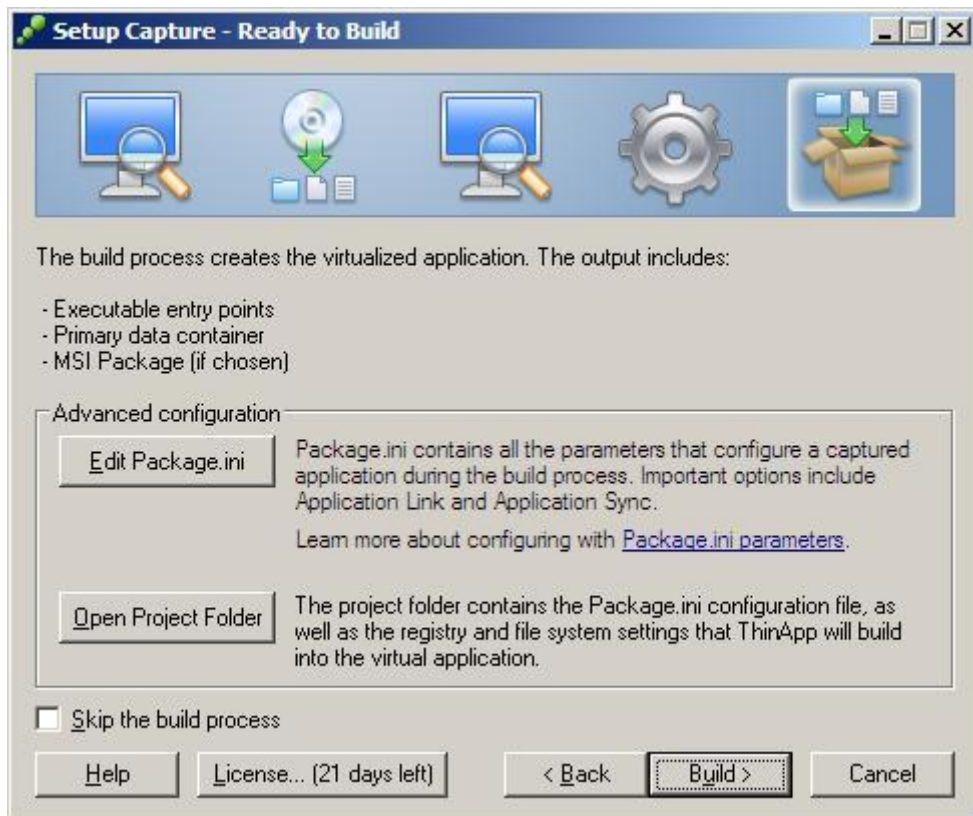 Setup Capture - Ready to Build
The build process creates the virtualized application. The output includes:
- Executable entry points
- Primary data container
- MSI Package (if chosen)
Advanced configuration
Edit Package.ini
Package.ini contains all the parameters that configure a captured
application during the build process. Important options include
Application Link and Application Sync.
Learn more about configuring with Package.ini parameters.
Open Project Folder
The project folder contains the Package.ini configuration file, as
well as the registry and file system settings that ThinApp will build
into the virtual application.
Skip the build process
Help License... (21 days left) < Back Build > Cancel